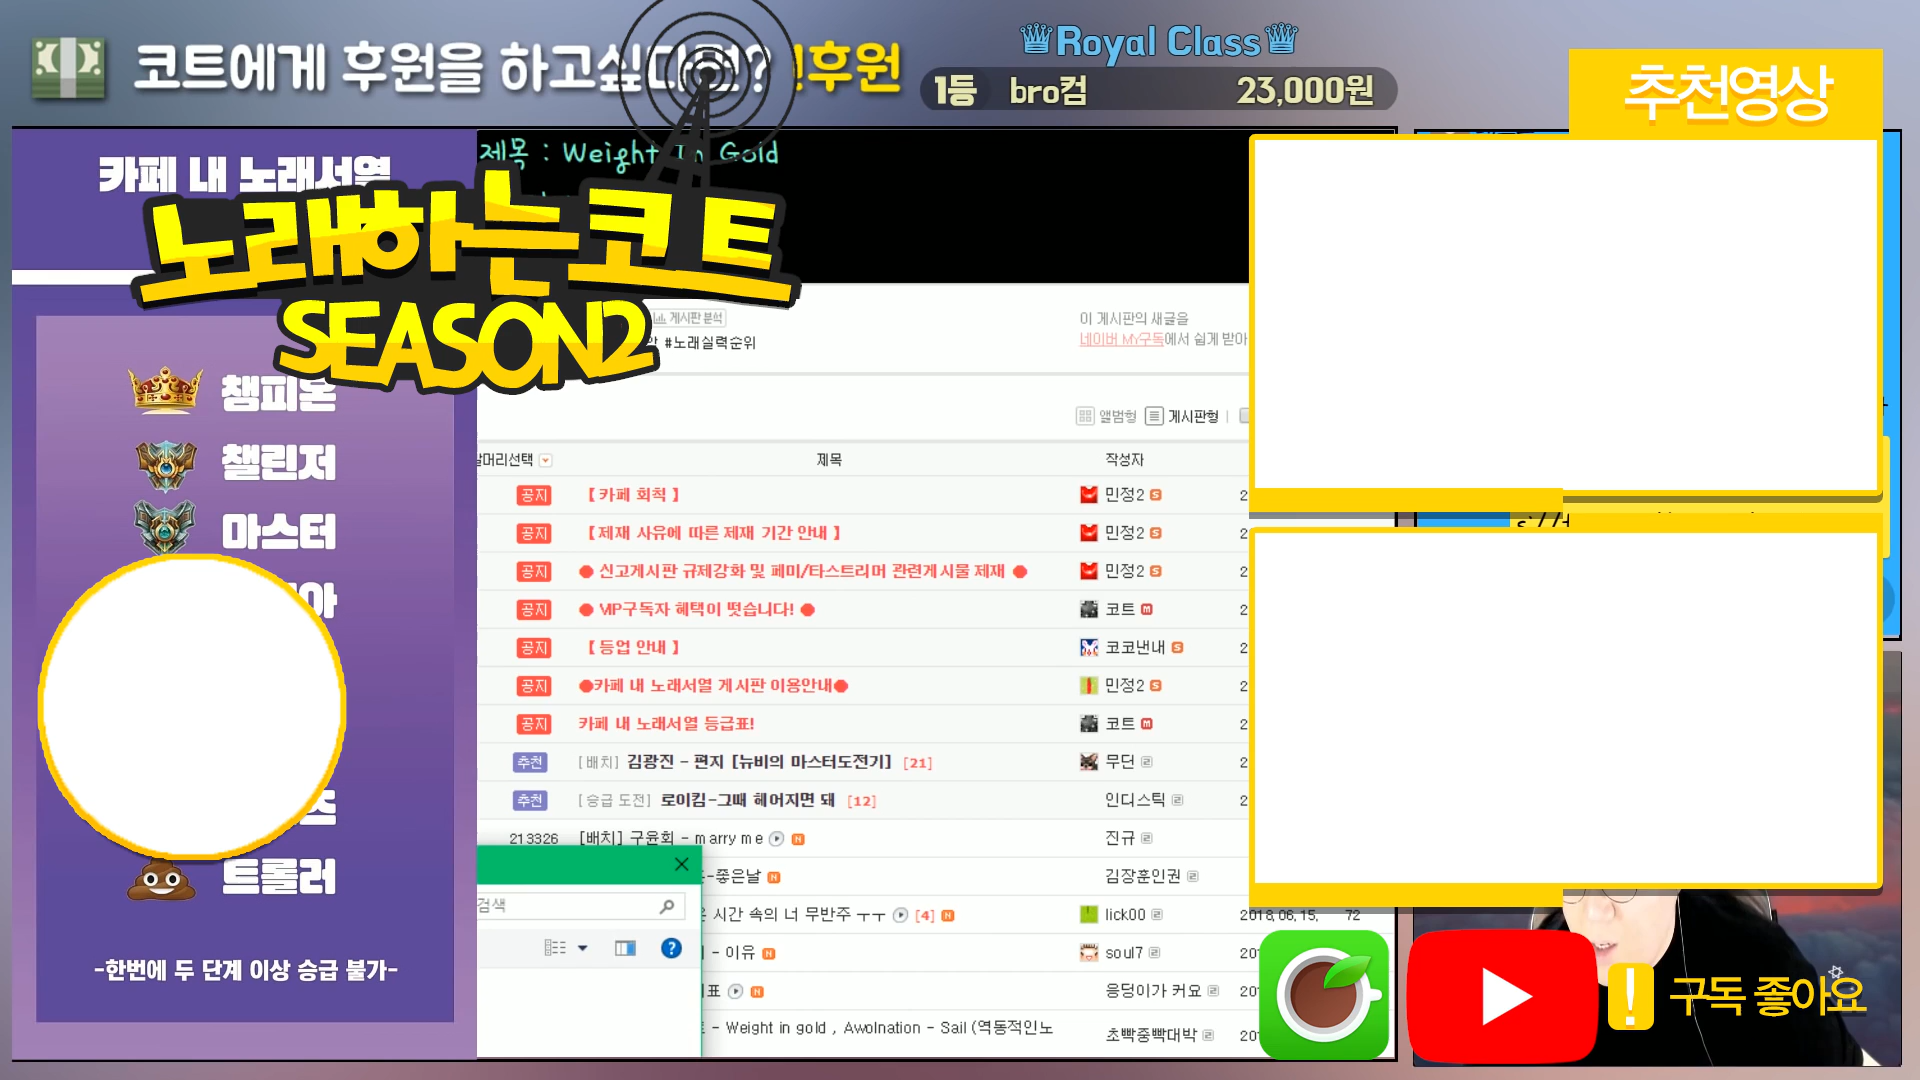 코트에게 후원을 하고싶다면? !후원
Royal Class
1등 bro컴 23,000원
추천영상
카페 내 노래서열
제목 : Weight In Gold
노래하는코트
SEASON2
게시판 분석
#노래실력순위
이 게시판의 새글을
네이버 MY구독에서 쉽게 받아
앨범형 게시판형
챔피온
챌린저
마스터
트롤러
-한번에 두 단계 이상 승급 불가-
말머리선택 제목 작성자
공지 【 카페 회칙 】 민정2
공지 【 제재 사유에 따른 제재 기간 안내 】 민정2
공지 ● 신고게시판 규제강화 및 페미/타스트리머 관련게시물 제재 ● 민정2
공지 ● VIP구독자 혜택이 떳습니다! ● 코트
공지 【 등업 안내 】 코코낸내
공지 ●카페 내 노래서열 게시판 이용안내● 민정2
공지 카페 내 노래서열 등급표! 코트
추천 [배치] 김광진 - 편지 [뉴비의 마스터도전기] [21] 무던
추천 [승급 도전] 로이킴-그때 헤어지면 돼 [12] 인디스틱
213326 [배치] 구윤회 - marry me 진규
-좋은날 김장훈인권
시간 속의 너 무반주 ㅜㅜ [4] lick00 2018.06.15. 72
- 이유 soul7
표 응덩이가 커요
- Weight in gold , Awolnation - Sail (역동적인노 초빡중빡대박
검색
구독 좋아요